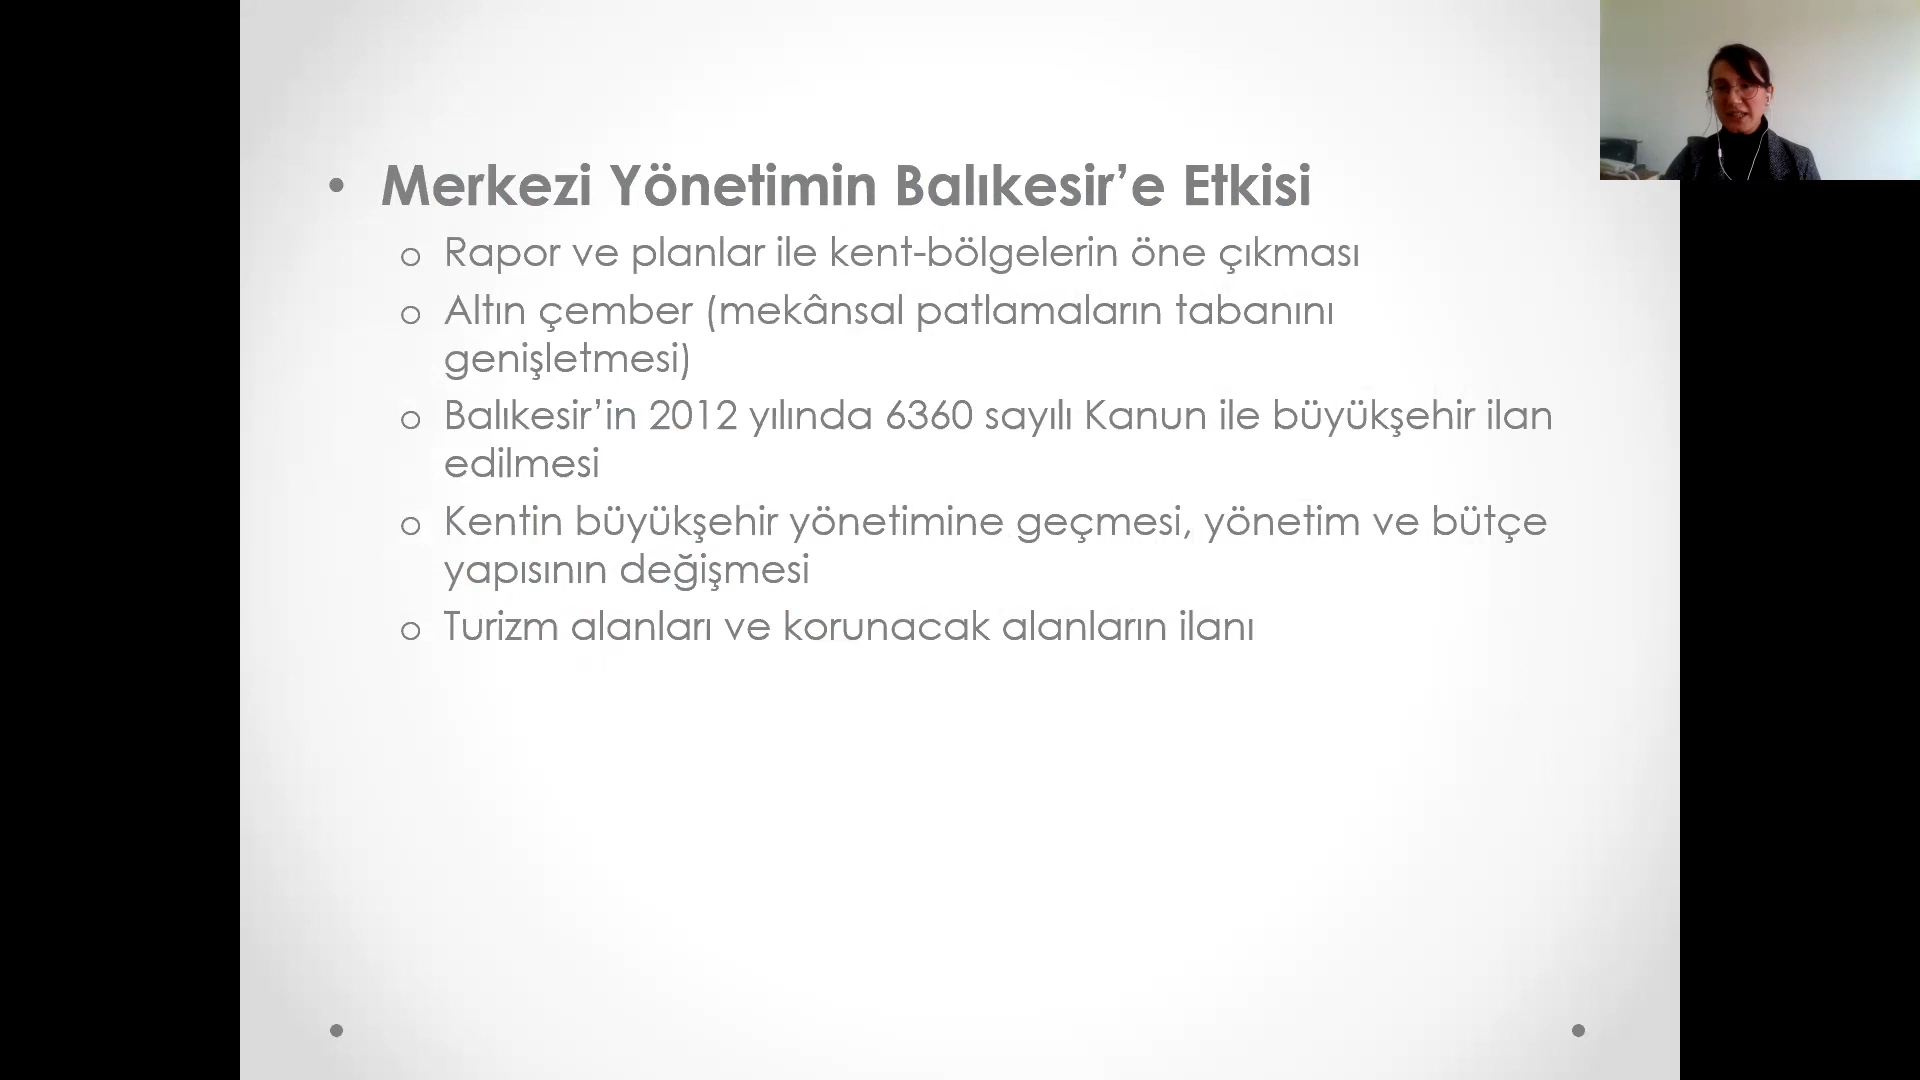 • Merkezi Yönetimin Balıkesir’e Etkisi
o Rapor ve planlar ile kent-bölgelerin öne çıkması
o Altın çember (mekânsal patlamaların tabanını
genişletmesi)
o Balıkesir’in 2012 yılında 6360 sayılı Kanun ile büyükşehir ilan
edilmesi
o Kentin büyükşehir yönetimine geçmesi, yönetim ve bütçe
yapısının değişmesi
o Turizm alanları ve korunacak alanların ilanı